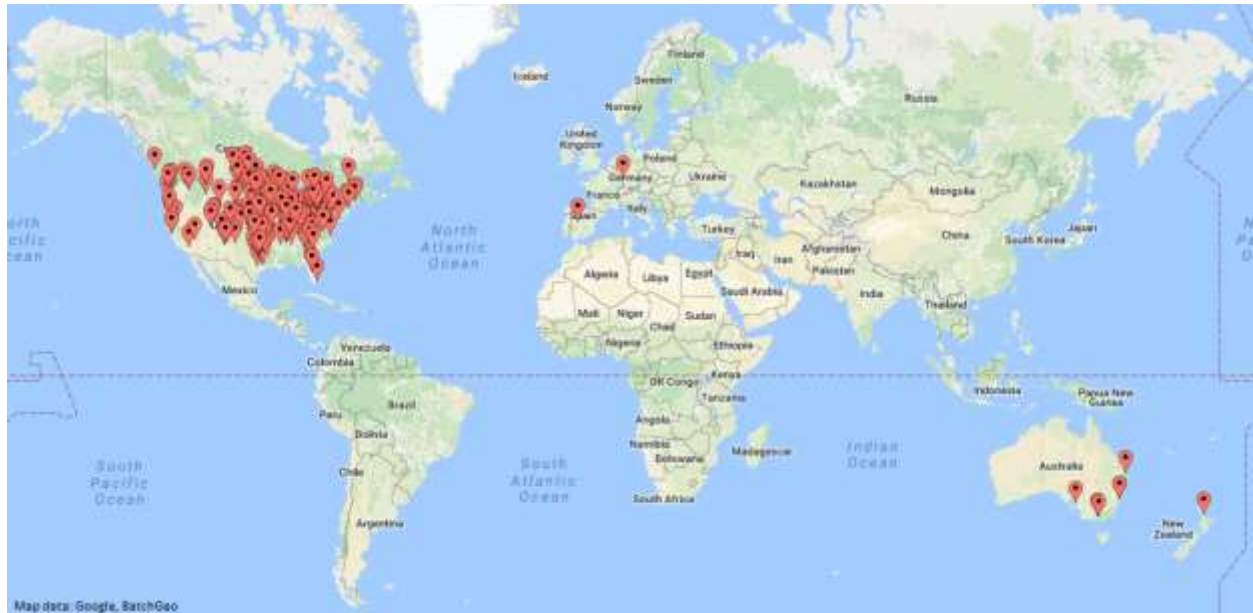 Iceland
Finland
Sweden
Norway
Russia
United
Kingdom
Poland
Germany
Ukraine
France
Kazakhstan
Mongolia
Spain
Italy
North
Atlantic
Ocean
Turkey
China
Japan
South Korea
Afghanistan
Iraq
Iran
Pakistan
Algeria
Libya
Egypt
Saudi Arabia
India
Mexico
Thailand
Mali
Niger
Sudan
Chad
Nigeria
Ethiopia
Venezuela
Colombia
DR Congo
Kenya
Indonesia
Papua New
Guinea
Tanzania
Brazil
Peru
Angola
Bolivia
Namibia
Botswana
Madagascar
Indian
Ocean
South
Pacific
Ocean
South
Atlantic
Ocean
Chile
Australia
South Africa
Argentina
New
Zealand
Map data: Google, BatchGeo